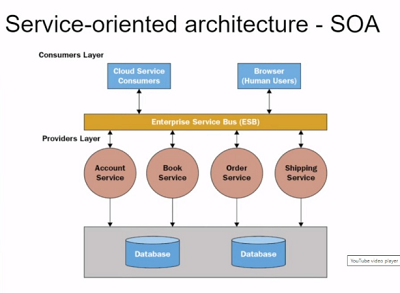 Service-oriented architecture - SOA
Consumers Layer
Cloud Service
Consumers
Browser
(Human Users)
Enterprise Service Bus (ESB)
Providers Layer
Account
Service
Book
Service
Order
Service
Shipping
Service
Database
Database
YouTube video player